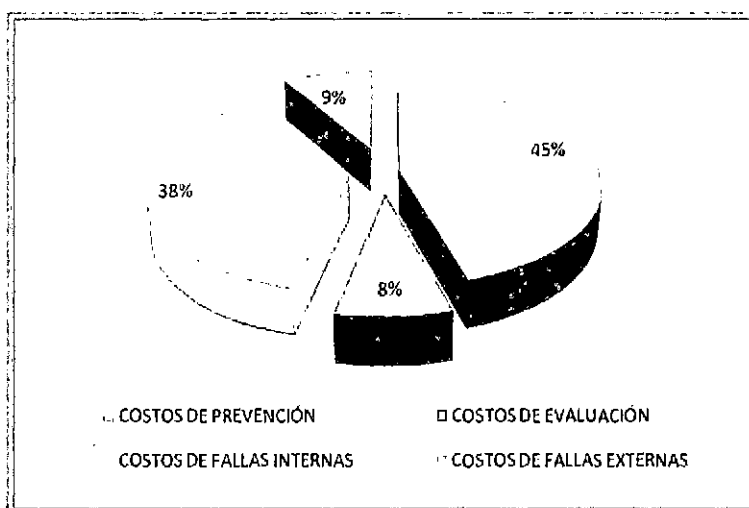 9%
45%
38%
8%
COSTOS DE PREVENCIÓN
COSTOS DE EVALUACIÓN
COSTOS DE FALLAS INTERNAS
COSTOS DE FALLAS EXTERNAS